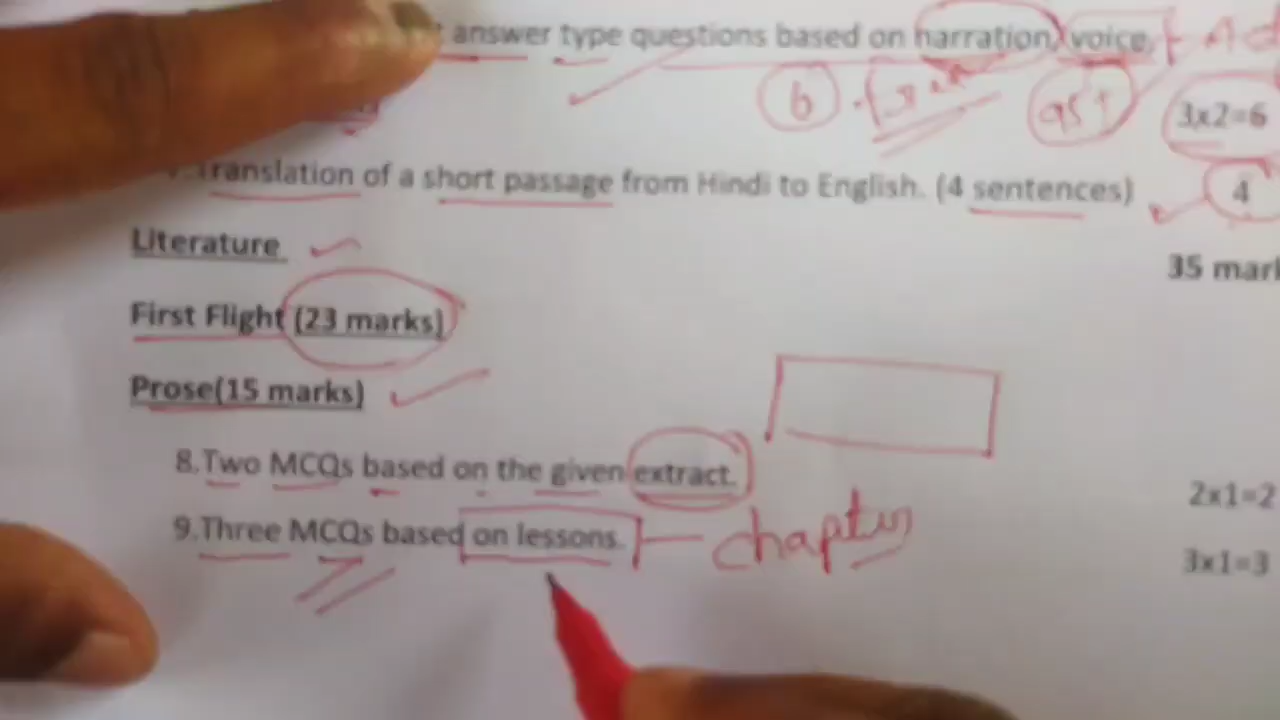 answer type questions based on narration, voice,
6
3x2=6
Translation of a short passage from Hindi to English. (4 sentences)
4
Literature
35 mark
First Flight (23 marks)
Prose(15 marks)
8.Two MCQs based on the given extract.
2x1=2
9.Three MCQs based on lessons.
chapters
3x1=3